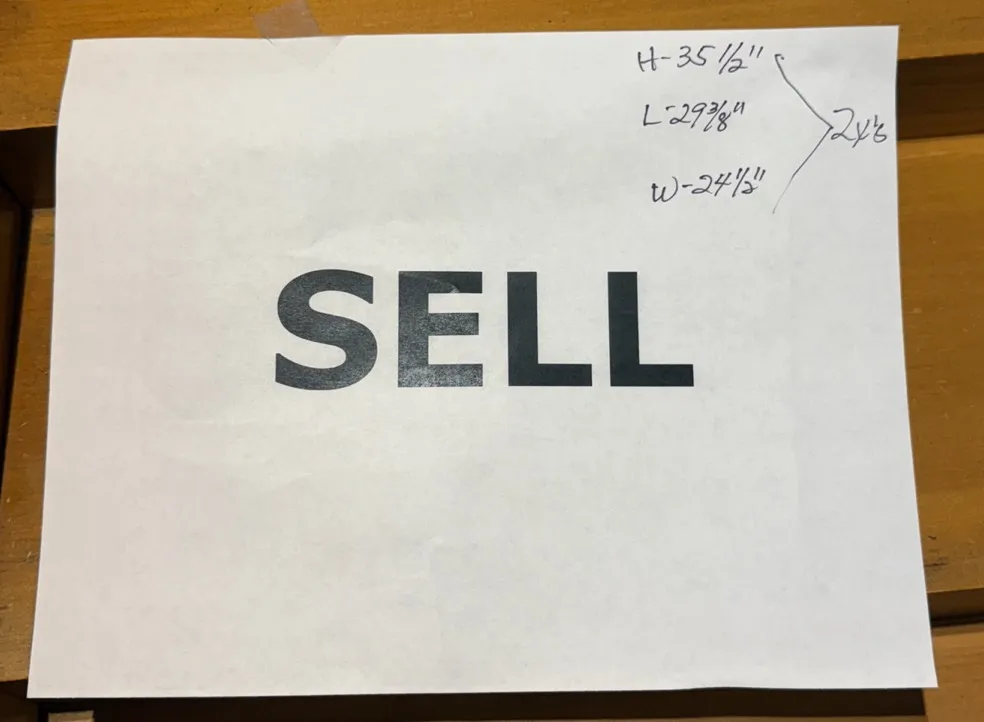 H-35 1/2"
L-29 3/8"
2x's
W-24 1/2"
SELL